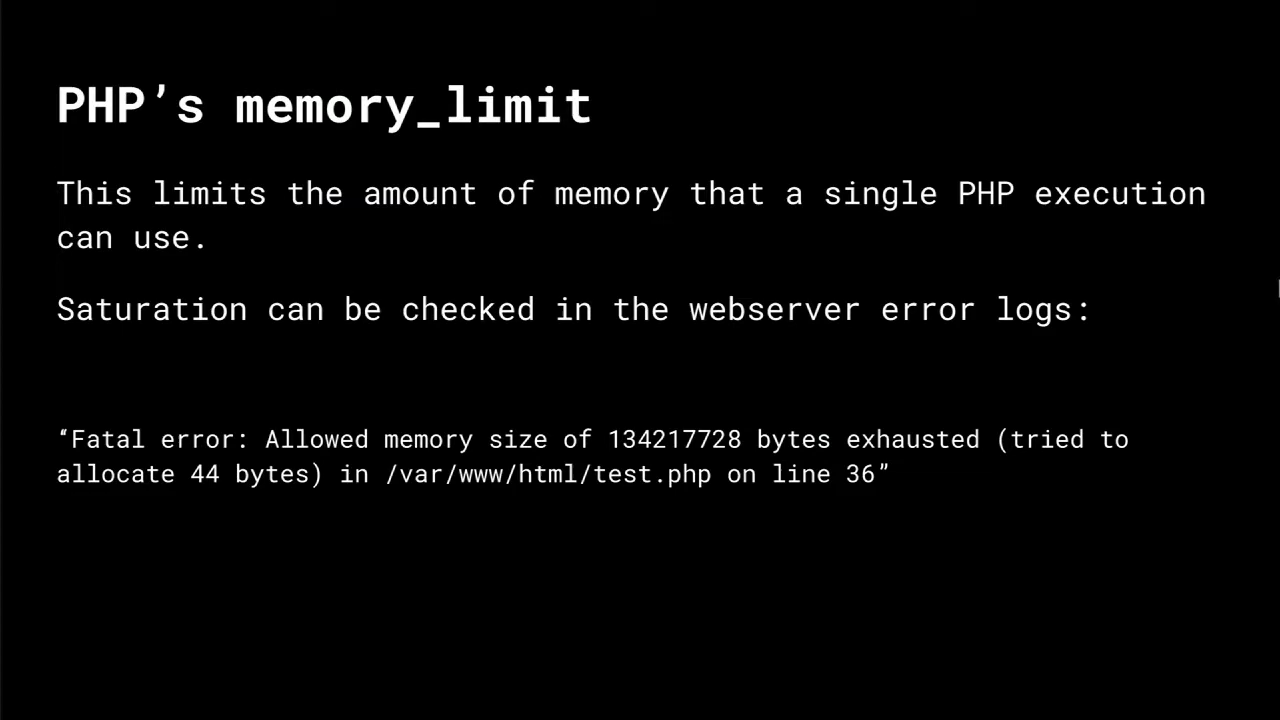 PHP’s memory_limit
This limits the amount of memory that a single PHP execution
can use.
Saturation can be checked in the webserver error logs:
“Fatal error: Allowed memory size of 134217728 bytes exhausted (tried to
allocate 44 bytes) in /var/www/html/test.php on line 36”